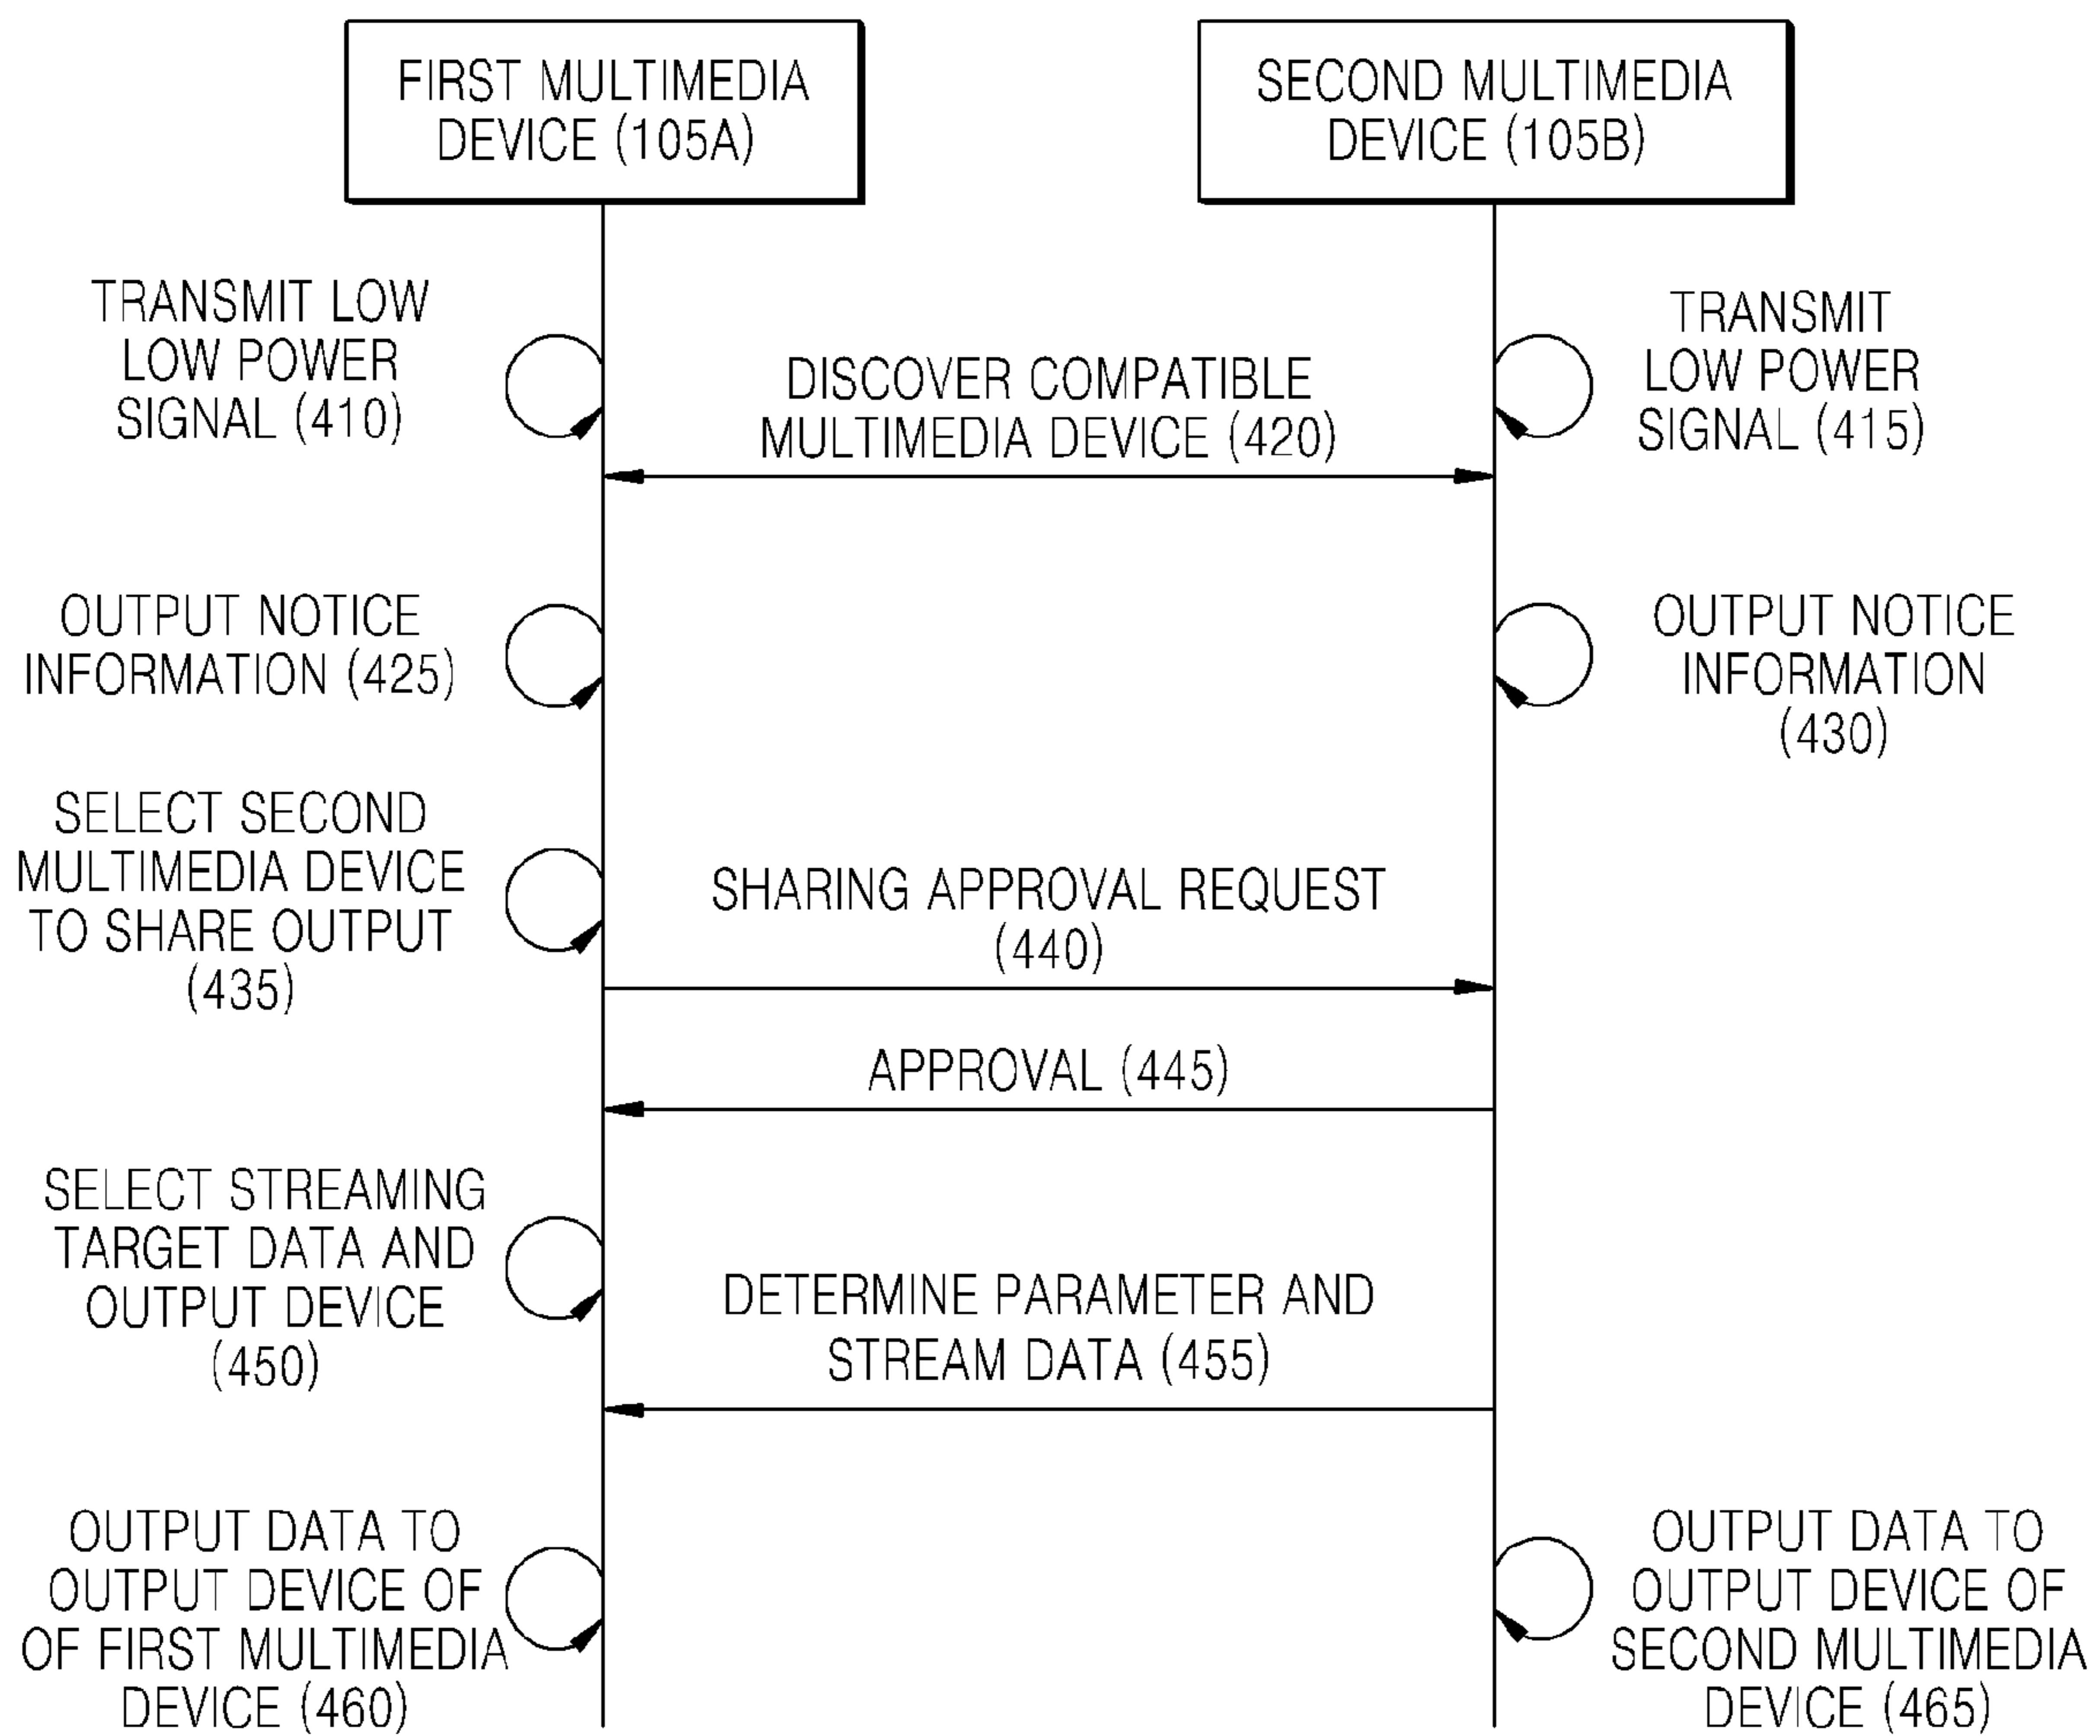 FIRST MULTIMEDIA
DEVICE (105A)
SECOND MULTIMEDIA
DEVICE (105B)
TRANSMIT LOW
LOW POWER
SIGNAL (410)
DISCOVER COMPATIBLE
MULTIMEDIA DEVICE (420)
TRANSMIT
LOW POWER
SIGNAL (415)
OUTPUT NOTICE
INFORMATION (425)
OUTPUT NOTICE
INFORMATION
(430)
SELECT SECOND
MULTIMEDIA DEVICE
TO SHARE OUTPUT
(435)
SHARING APPROVAL REQUEST
(440)
APPROVAL (445)
SELECT STREAMING
TARGET DATA AND
OUTPUT DEVICE
(450)
DETERMINE PARAMETER AND
STREAM DATA (455)
OUTPUT DATA TO
OUTPUT DEVICE OF
OF FIRST MULTIMEDIA
DEVICE (460)
OUTPUT DATA TO
OUTPUT DEVICE OF
SECOND MULTIMEDIA
DEVICE (465)